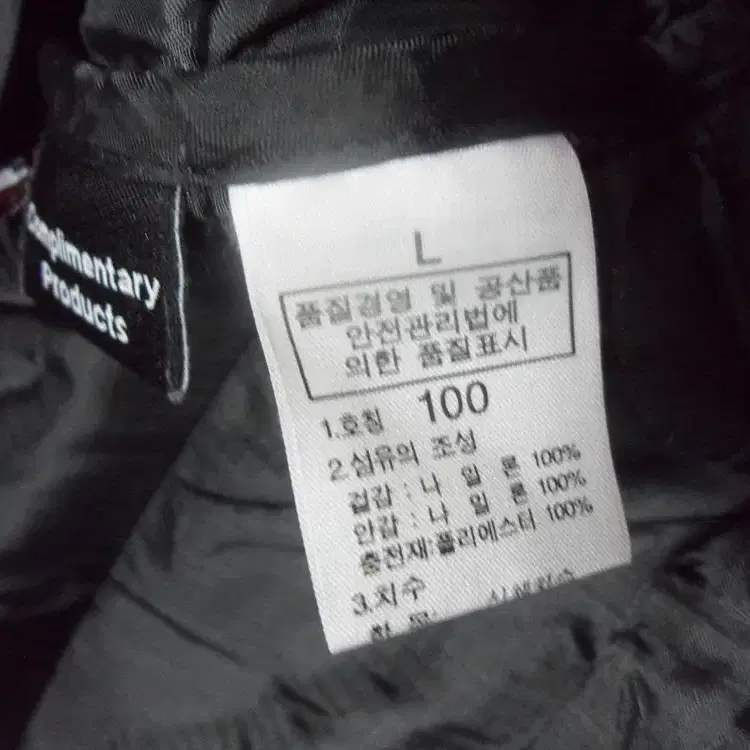 Complimentary
Products
L
품질경영 및 공산품
안전관리법에
의한 품질표시
1.호칭 100
2.섬유의 조성
겉감 : 나 일 론 100%
안감 : 나 일 론 100%
충전재:폴리에스터 100%
3.치수